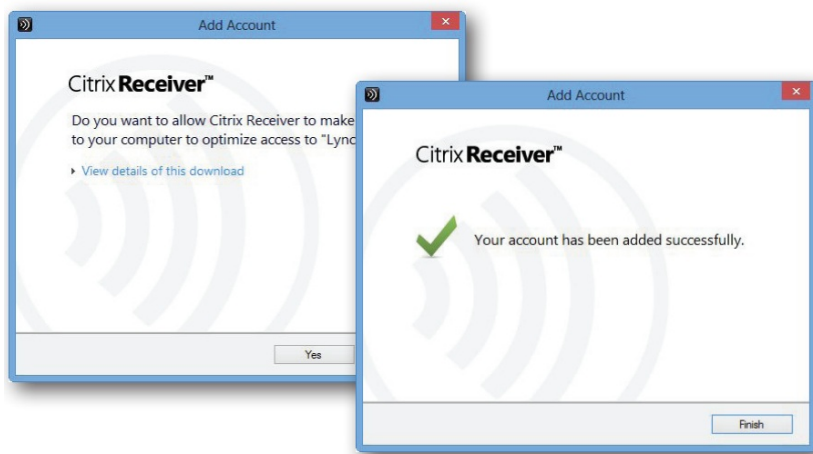 Add Account
Citrix Receiver™
Do you want to allow Citrix Receiver to make
to your computer to optimize access to "Lync
View details of this download
Yes
Add Account
Citrix Receiver™
Your account has been added successfully.
Finish